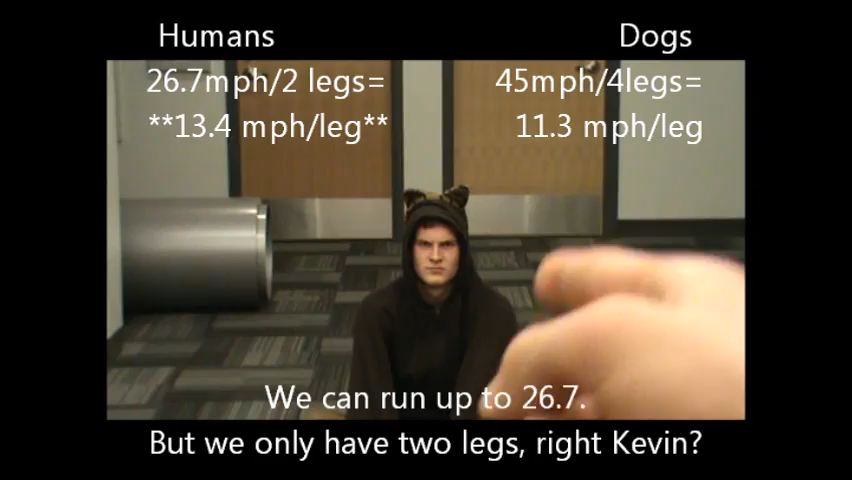 Humans Dogs
26.7mph/2 legs= 45mph/4legs=
**13.4 mph/leg** 11.3 mph/leg
We can run up to 26.7.
But we only have two legs, right Kevin?